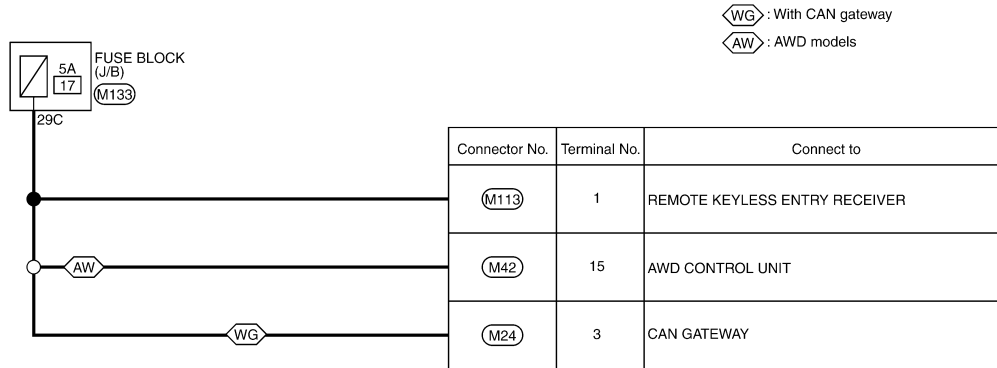 WG : With CAN gateway
AW : AWD models
FUSE BLOCK
(J/B)
5A
17
M133
29C
Connector No. Terminal No. Connect to
M113 1 REMOTE KEYLESS ENTRY RECEIVER
AW
M42 15 AWD CONTROL UNIT
WG
M24 3 CAN GATEWAY